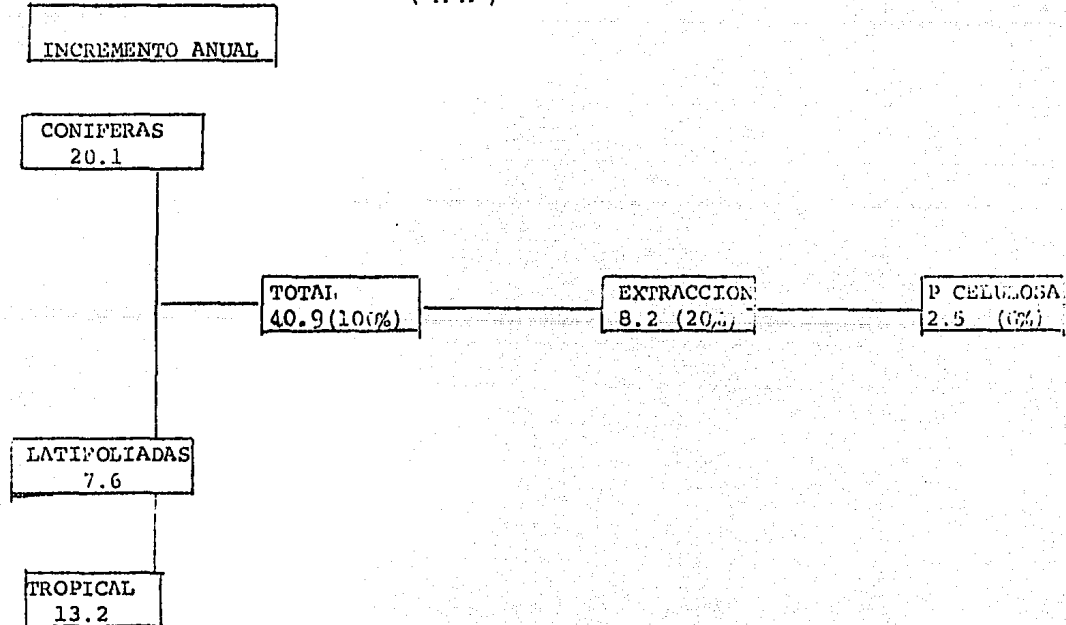 INCREMENTO ANUAL
CONIFERAS
20.1
TOTAL
40.9(100%)
EXTRACCION
8.2 (20%)
P CELULOSA
2.5 (6%)
LATIFOLIADAS
7.6
TROPICAL
13.2